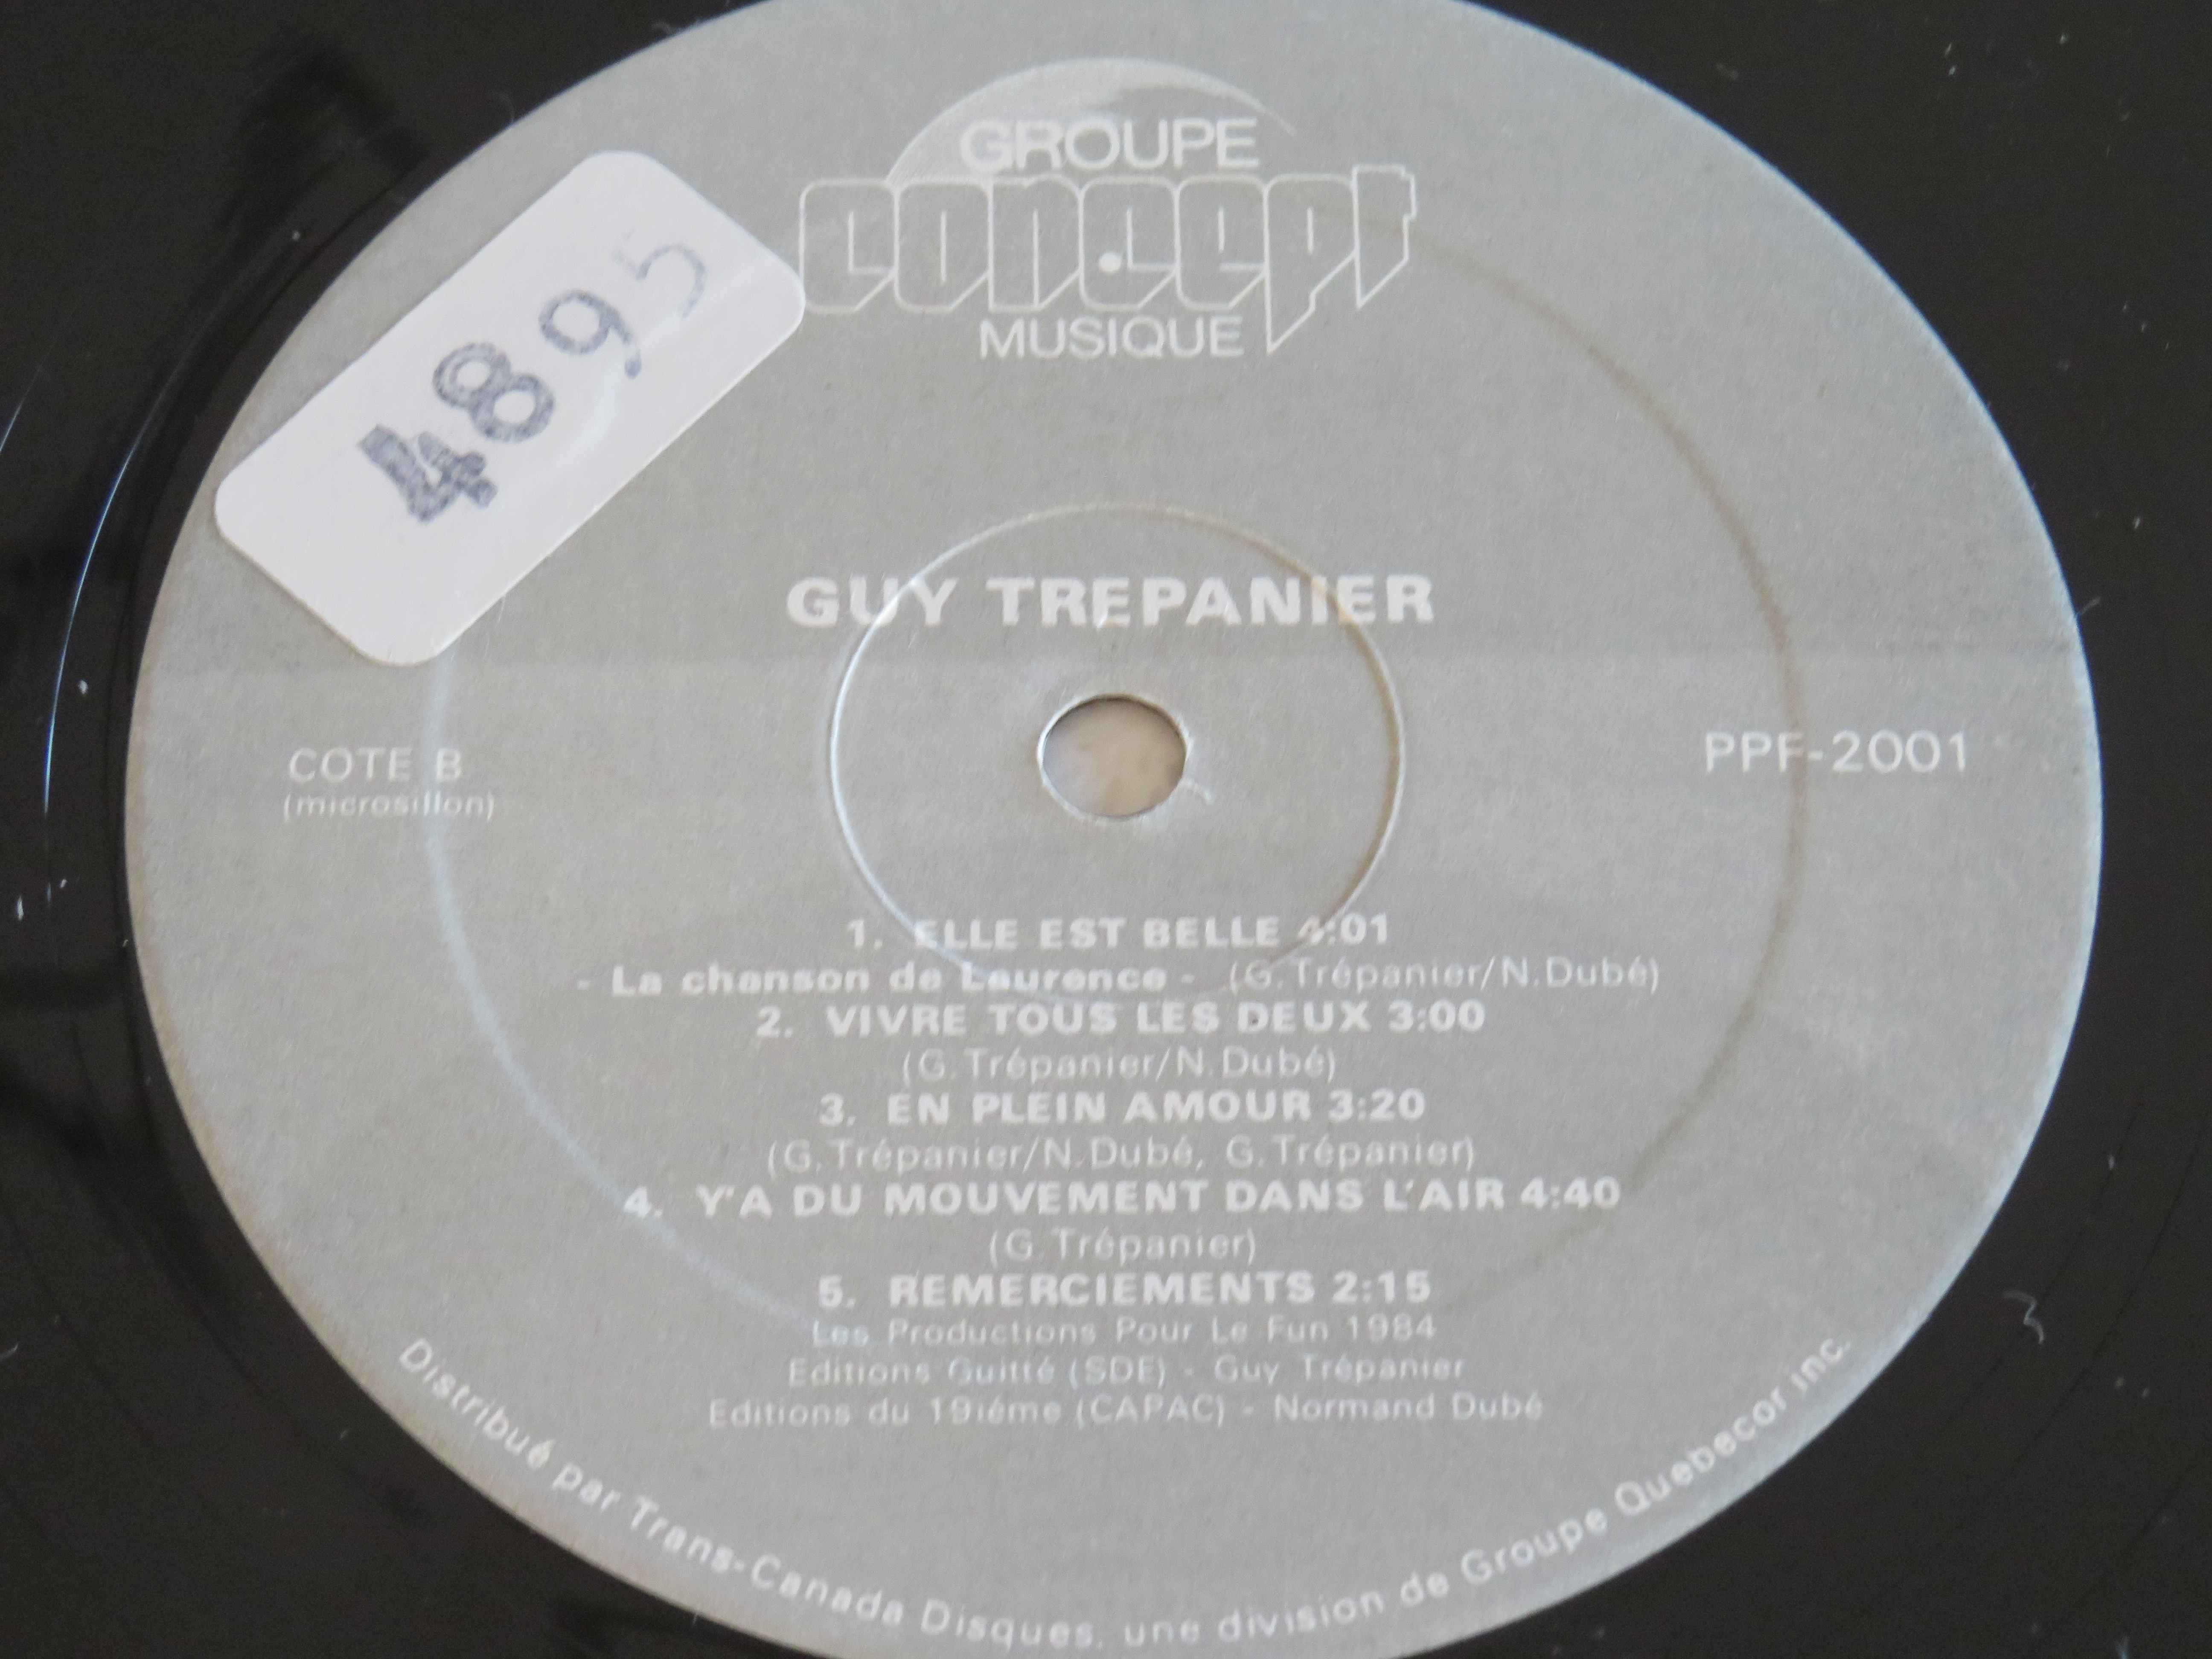 GROUPE
concept
MUSIQUE
4895
GUY TREPANIER
COTE B
(microsillon)
PPF-2001
1. ELLE EST BELLE 4:01
- La chanson de Laurence - (G.Trépanier/N.Dubé)
2. VIVRE TOUS LES DEUX 3:00
(G.Trépanier/N.Dubé)
3. EN PLEIN AMOUR 3:20
(G.Trépanier/N.Dubé, G.Trépanier)
4. Y'A DU MOUVEMENT DANS L'AIR 4:40
(G.Trépanier)
5. REMERCIEMENTS 2:15
Les Productions Pour Le Fun 1984
Editions Guitté (SDE) - Guy Trépanier
Editions du 19iéme (CAPAC) - Normand Dubé
Distribué par Trans-Canada Disques, une division de Groupe Quebecor inc.